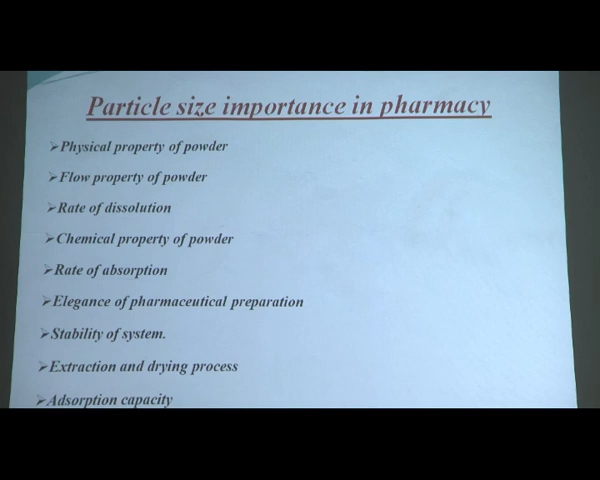 Particle size importance in pharmacy
➢Physical property of powder
➢Flow property of powder
➢Rate of dissolution
➢Chemical property of powder
➢Rate of absorption
➢Elegance of pharmaceutical preparation
➢Stability of system.
➢Extraction and drying process
➢Adsorption capacity